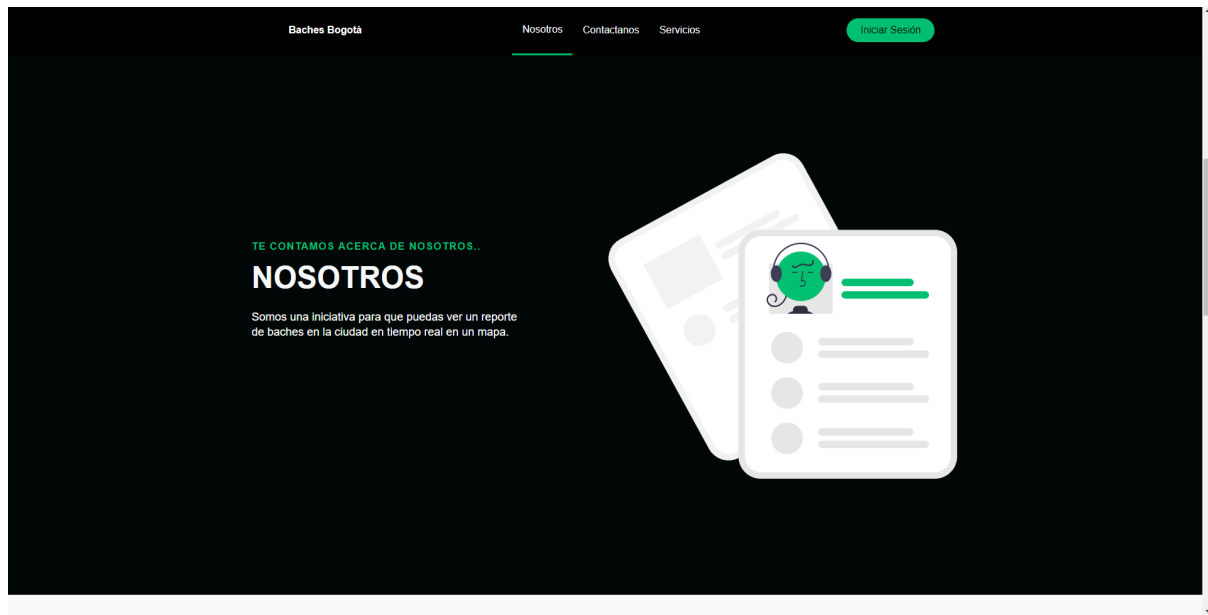 Baches Bogotá
Nosotros Contactanos Servicios
Iniciar Sesión
TE CONTAMOS ACERCA DE NOSOTROS..
NOSOTROS
Somos una iniciativa para que puedas ver un reporte
de baches en la ciudad en tiempo real en un mapa.